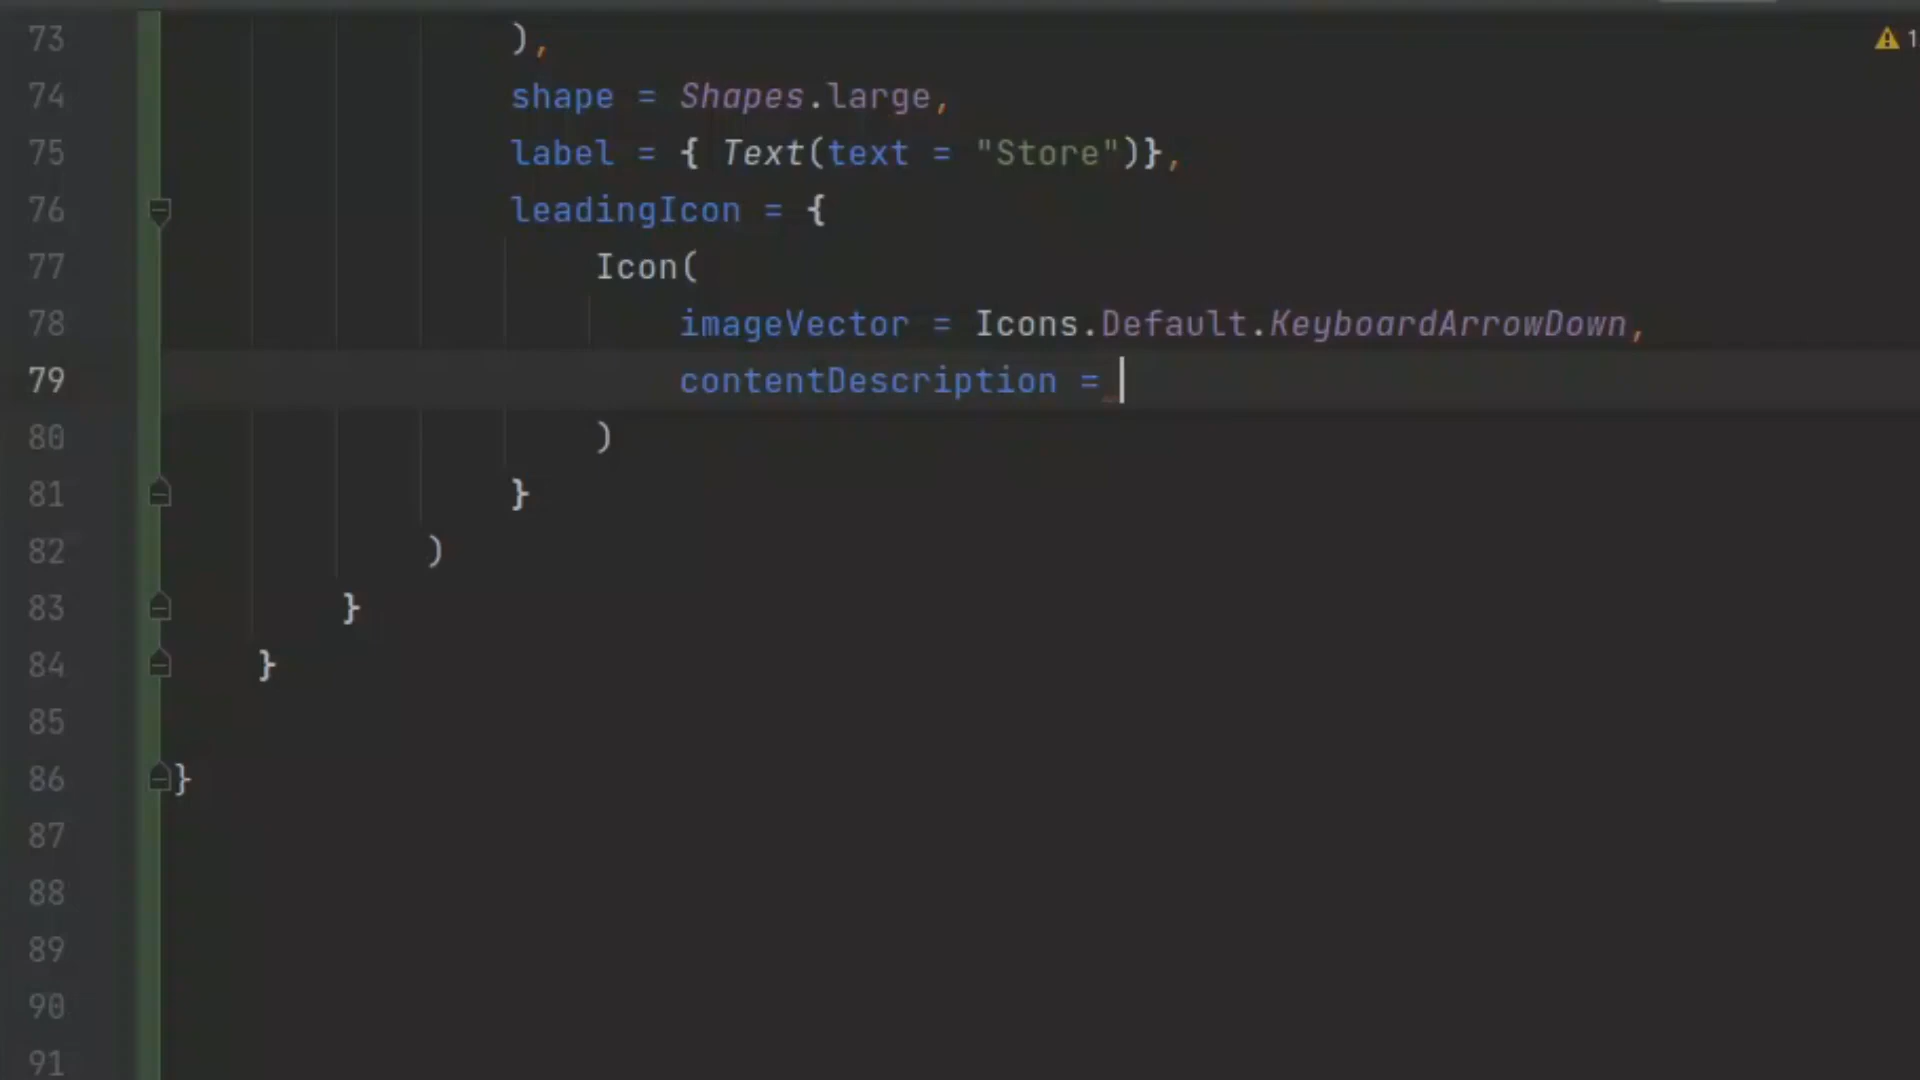 73 ),
74 shape = Shapes.large,
75 label = { Text(text = "Store")},
76 leadingIcon = {
77 Icon(
78 imageVector = Icons.Default.KeyboardArrowDown,
79 contentDescription =
80 )
81 }
82 )
83 }
84 }
85
86 }
87
88
89
90
91
1